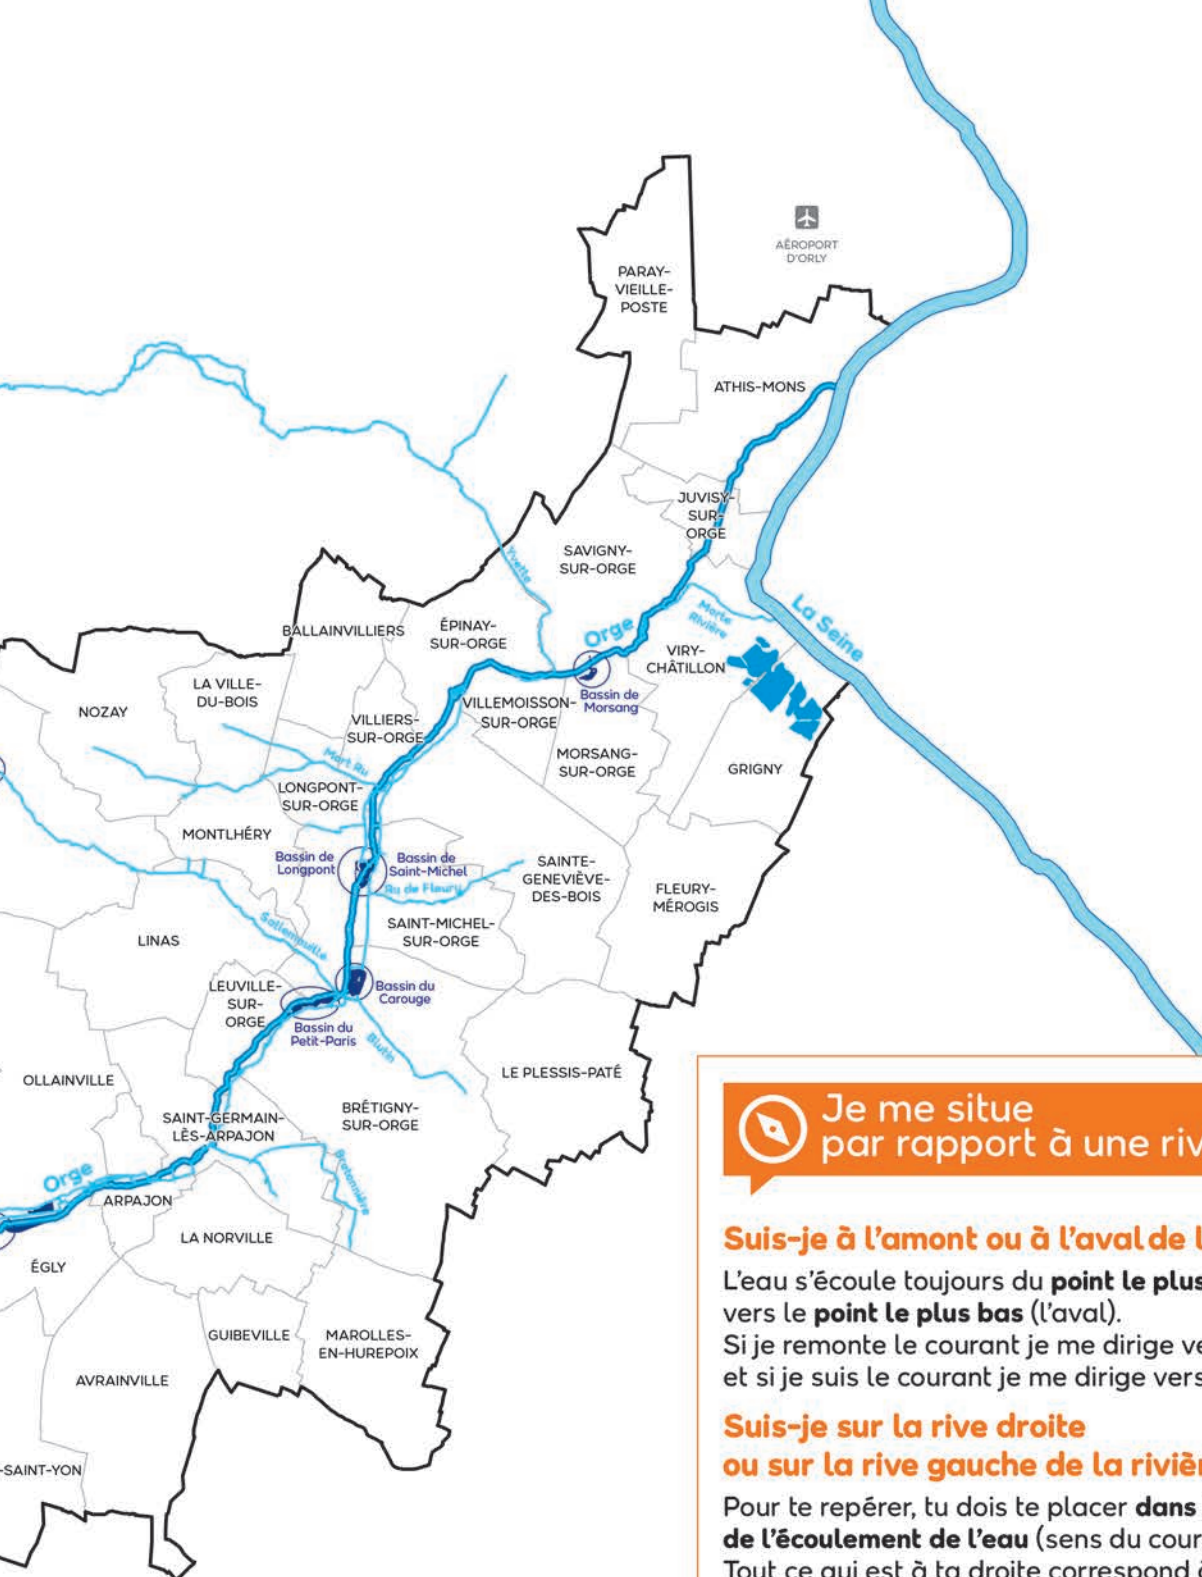 AÉROPORT
D'ORLY
PARAY-
VIEILLE-
POSTE
ATHIS-MONS
JUVISY-
SUR-
ORGE
SAVIGNY-
SUR-ORGE
Yvette
Morte
Rivière
La Seine
Orge
BALLAINVILLIERS
ÉPINAY-
SUR-ORGE
VIRY-
CHÂTILLON
LA VILLE-
DU-BOIS
NOZAY
VILLEMOISSON-
SUR-ORGE
Bassin de
Morsang
VILLIERS-
SUR-ORGE
MORSANG-
SUR-ORGE
GRIGNY
Mort Ru
LONGPONT-
SUR-ORGE
MONTLHÉRY
Bassin de
Longpont
Bassin de
Saint-Michel
Ru de Fleury
SAINTE-
GENEVIÈVE-
DES-BOIS
FLEURY-
MÉROGIS
LINAS
Sallemouille
SAINT-MICHEL-
SUR-ORGE
LEUVILLE-
SUR-
ORGE
Bassin du
Carouge
Bassin du
Petit-Paris
Blutin
OLLAINVILLE
LE PLESSIS-PATÉ
SAINT-GERMAIN-
LÈS-ARPAJON
BRÉTIGNY-
SUR-ORGE
Orge
Bretonnière
ARPAJON
LA NORVILLE
ÉGLY
GUIBEVILLE
MAROLLES-
EN-HUREPOIX
AVRAINVILLE
-SAINT-YON
Je me situe
par rapport à une riv
Suis-je à l'amont ou à l'aval de l
L'eau s'écoule toujours du point le plus
vers le point le plus bas (l'aval).
Si je remonte le courant je me dirige ve
et si je suis le courant je me dirige vers
Suis-je sur la rive droite
ou sur la rive gauche de la rivièr
Pour te repérer, tu dois te placer dans
de l'écoulement de l'eau (sens du cour
Tout ce qui est à ta droite correspond à